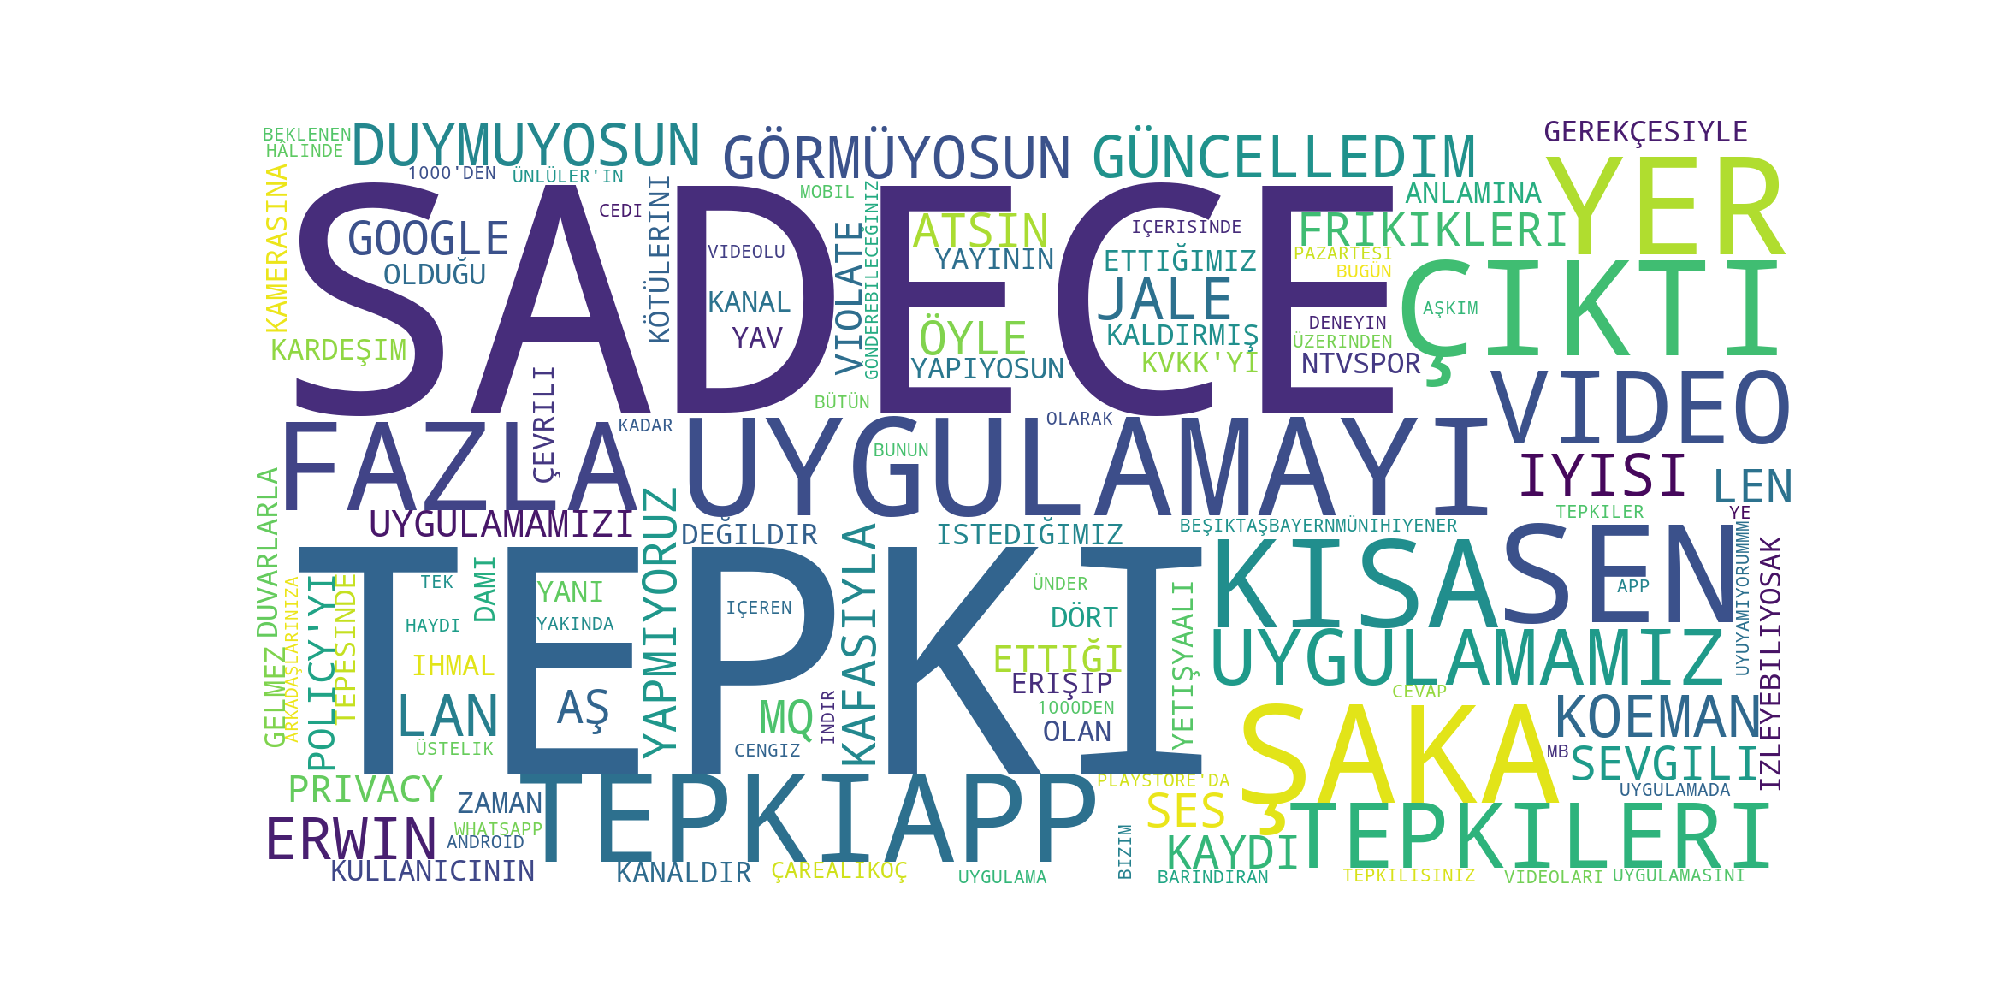 BEKLENEN
HÂLINDE
DUYMUYOSUN
1000'DEN
ÜNLÜLER'IN
GÖRMÜYOSUN
GÜNCELLEDIM
GEREKÇESIYLE
YER
KAMERASINA
GOOGLE
OLDUĞU
KARDEŞIM
SADECE
CEDI
KÖTÜLERINI
VIDEOLU
KANAL
YAV
MOBIL
VIOLATE
GÖNDEREBILECEĞINIZ
BÜTÜN
ATSIN
YAYININ
ÖYLE
YAPIYOSUN
IÇERISINDE
ETTIĞIMIZ
JALE
KALDIRMIŞ
KVKK'YI
ANLAMINA
FRIKIKLERI
PAZARTESI
BUGÜN
DENEYIN
ÜZERINDEN
NTVSPOR
AŞKIM
ÇIKTI
VIDEO
FAZLA
ÇEVRILI
KADAR
UYGULAMAYI
BUNUN
OLARAK
IYISI
LEN
TEPKILER
YE
DUVARLARLA
UYGULAMAMIZI
DEĞILDIR
ISTEDIĞIMIZ
BEŞIKTAŞBAYERNMÜNIHIYENER
TEPKI
KISA
SEN
APP
UYUYAMIYORUMMM
IZLEYEBILIYOSAK
GELMEZ
ARKADAŞLARINIZA
POLICY'YI
TEPESINDE
TEK
DAMI
HAYDI
IHMAL
LAN
ÜSTELIK
YANI
YAKINDA
AŞ
YAPMIYORUZ
IÇEREN
MQ
CENGIZ
INDIR
KAFASIYLA
ÜNDER
DÖRT
ETTIĞI
ERIŞIP
1000DEN
OLAN
YETIŞYAALI
UYGULAMAMIZ
CEVAP
ŞAKA
KOEMAN
MB
SEVGILI
UYGULAMADA
PRIVACY
ZAMAN
WHATSAPP
ANDROID
ERWIN
KULLANICININ
TEPKIAPP
KANALDIR
ÇAREALIKOÇ
UYGULAMA
PLAYSTORE'DA
SES
BIZIM
KAYDI
BARINDIRAN
TEPKILERI
TEPKILISINIZ
VIDEOLARI
UYGULAMASINI